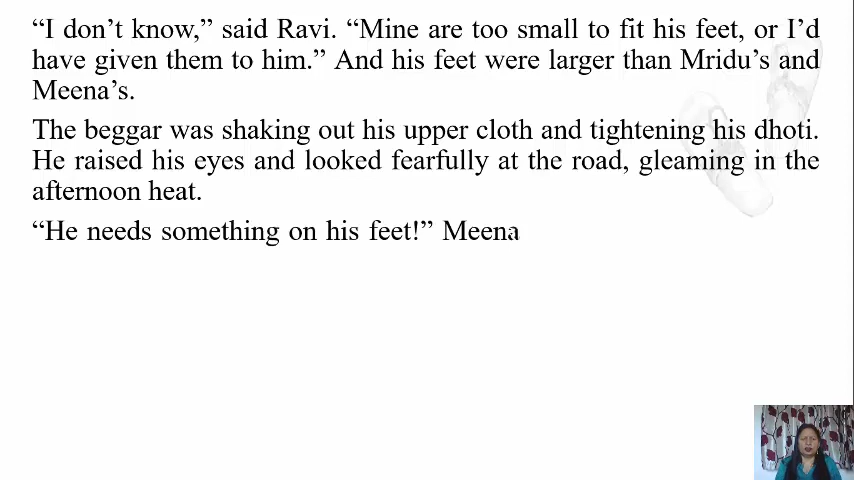 “I don’t know,” said Ravi. “Mine are too small to fit his feet, or I’d
have given them to him.” And his feet were larger than Mridu’s and
Meena’s.
The beggar was shaking out his upper cloth and tightening his dhoti.
He raised his eyes and looked fearfully at the road, gleaming in the
afternoon heat.
“He needs something on his feet!” Meena